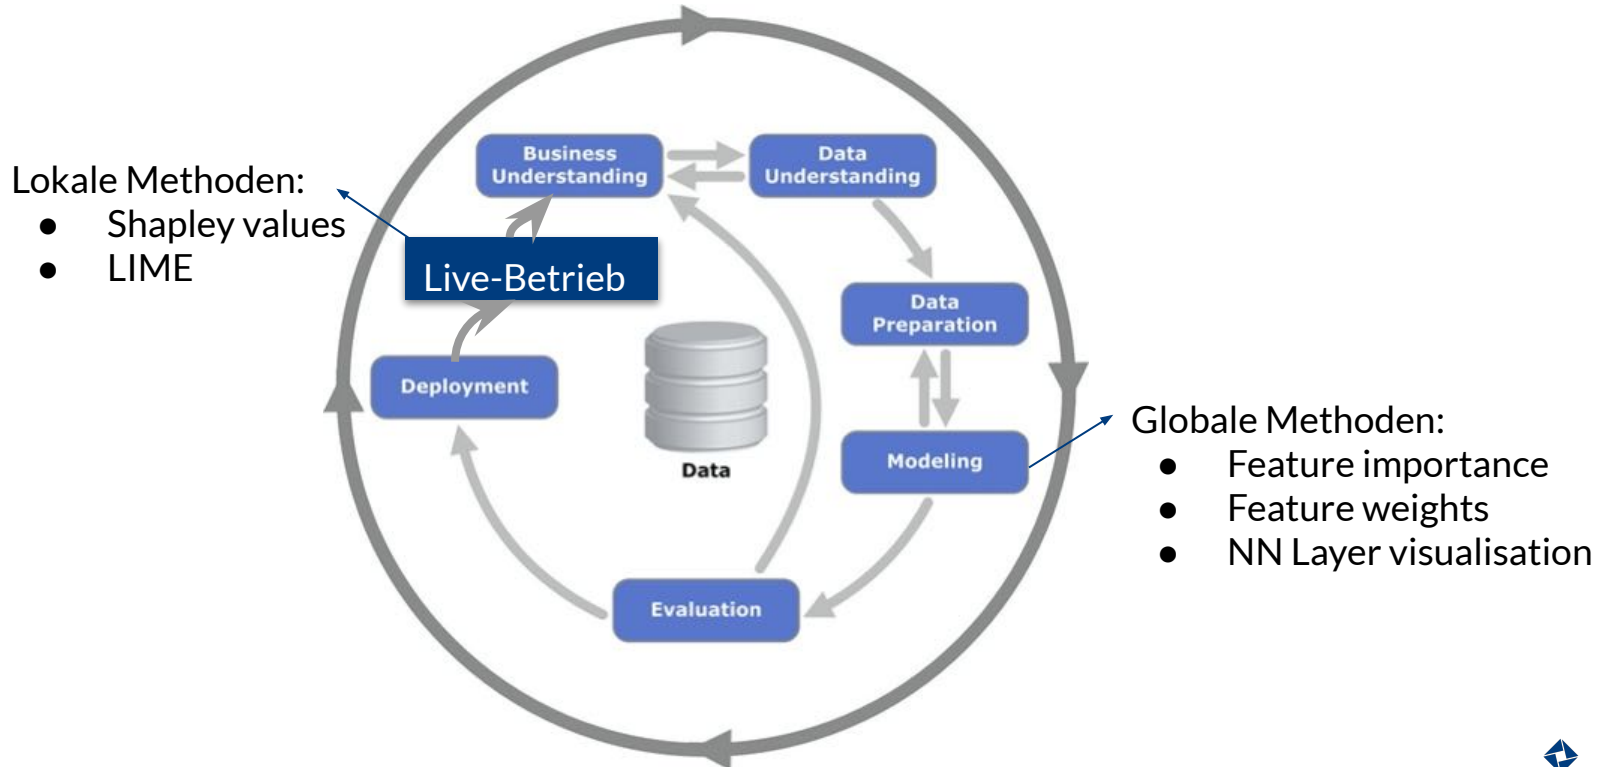 Business
Understanding
Data
Understanding
Lokale Methoden:
● Shapley values
● LIME
Live-Betrieb
Data
Preparation
Deployment
Data
Modeling
Globale Methoden:
● Feature importance
● Feature weights
● NN Layer visualisation
Evaluation